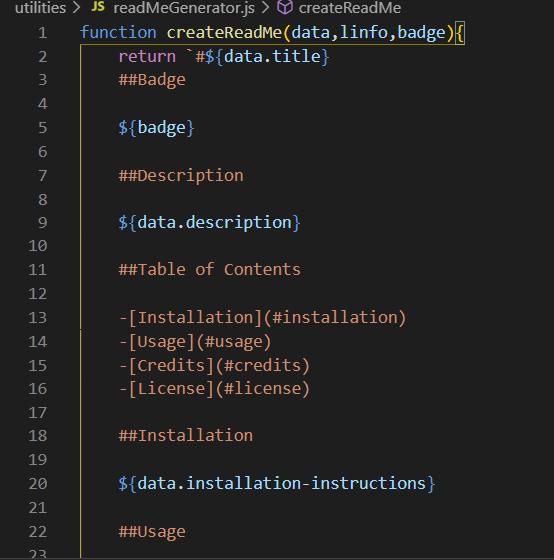 utilities > JS readMeGenerator.js > createReadMe
1 function createReadMe(data,linfo,badge){
2 return `#${data.title}
3 ##Badge
4
5 ${badge}
6
7 ##Description
8
9 ${data.description}
10
11 ##Table of Contents
12
13 -[Installation](#installation)
14 -[Usage](#usage)
15 -[Credits](#credits)
16 -[License](#license)
17
18 ##Installation
19
20 ${data.installation-instructions}
21
22 ##Usage
23